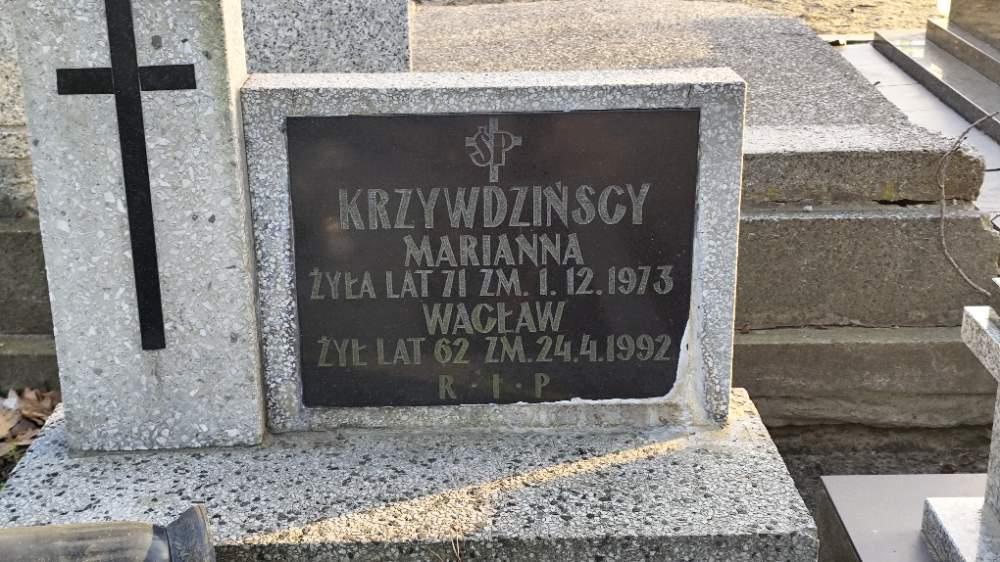 ŚP
KRZYWDZIŃSCY
MARIANNA
ŻYŁA LAT 71 ZM. 1. 12. 1973
WACŁAW
ŻYŁ LAT 62 ZM. 24.4.1992
R · I · P